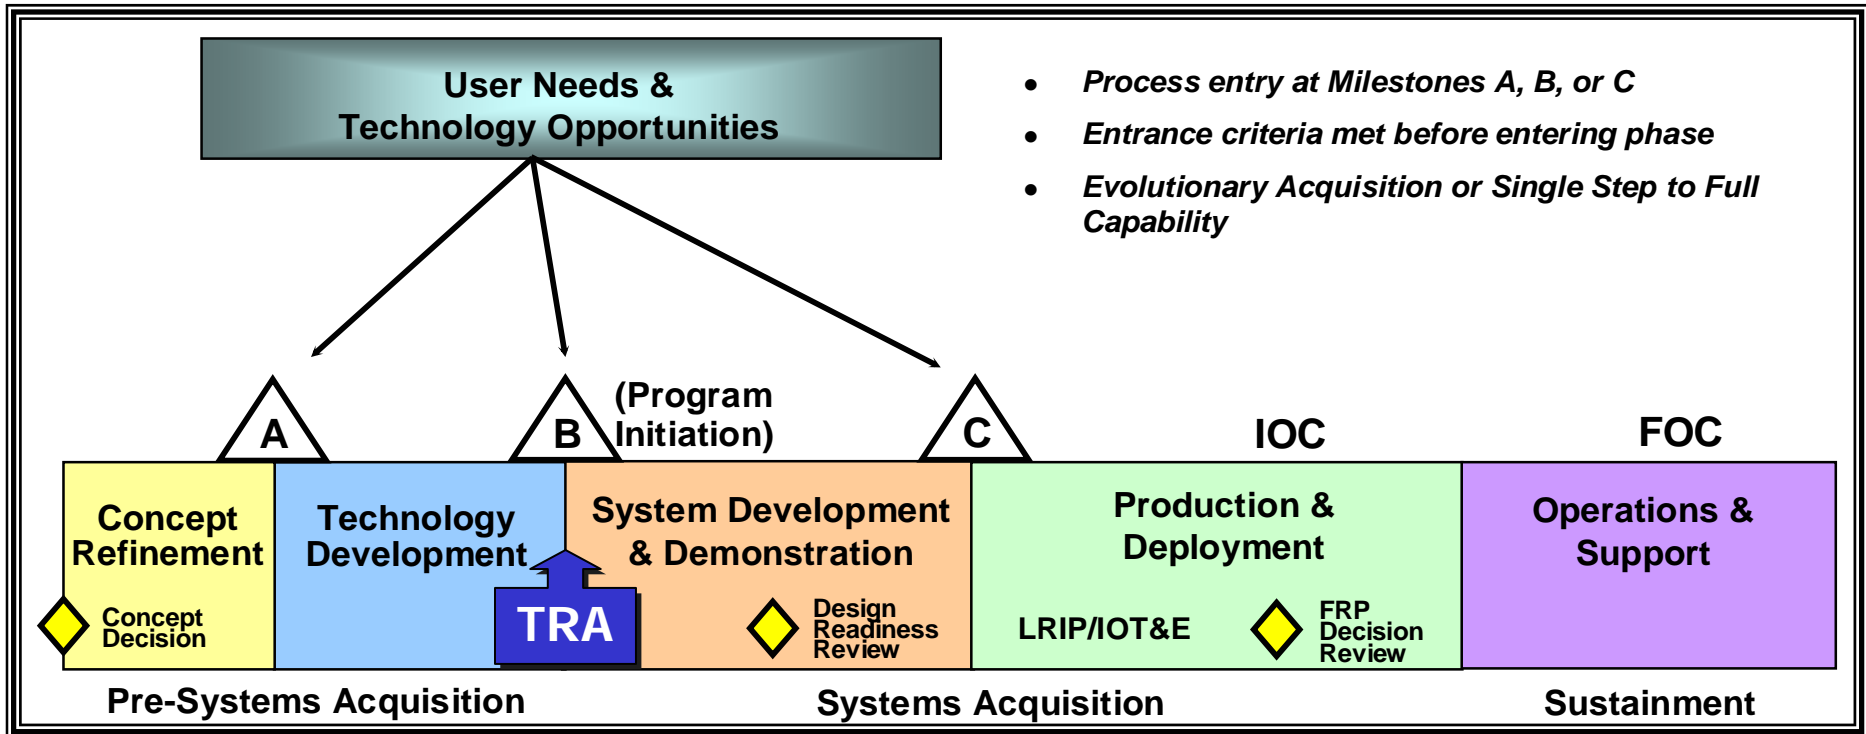 User Needs &
Technology Opportunities
● Process entry at Milestones A, B, or C
● Entrance criteria met before entering phase
● Evolutionary Acquisition or Single Step to Full
Capability
A
B
(Program
Initiation)
C
IOC
FOC
Concept
Refinement
Technology
Development
System Development
& Demonstration
Production &
Deployment
Operations &
Support
Concept
Decision
TRA
Design
Readiness
Review
LRIP/IOT&E
FRP
Decision
Review
Pre-Systems Acquisition
Systems Acquisition
Sustainment